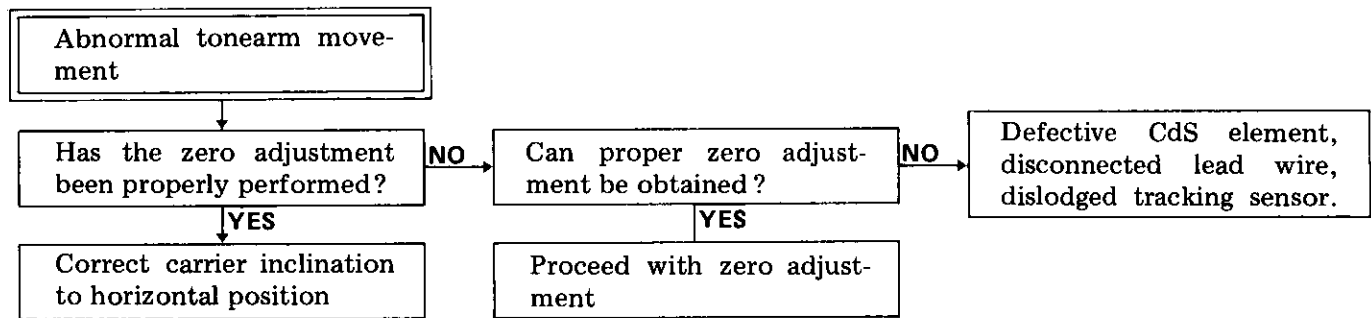 Abnormal tonearm move-
ment
Has the zero adjustment
been properly performed?
NO
Can proper zero adjust-
ment be obtained?
NO
Defective CdS element,
disconnected lead wire,
dislodged tracking sensor.
YES
YES
Correct carrier inclination
to horizontal position
Proceed with zero adjust-
ment